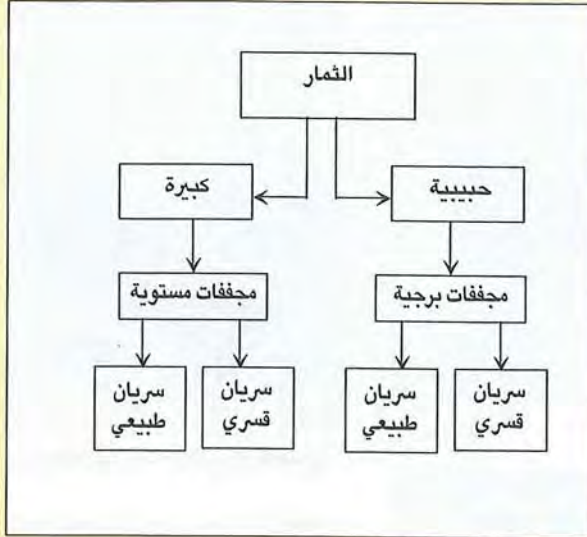 الثمار
حبيبية
كبيرة
مجففات برجية
مجففات مستوية
سريان
قسري
سريان
طبيعي
سريان
قسري
سريان
طبيعي